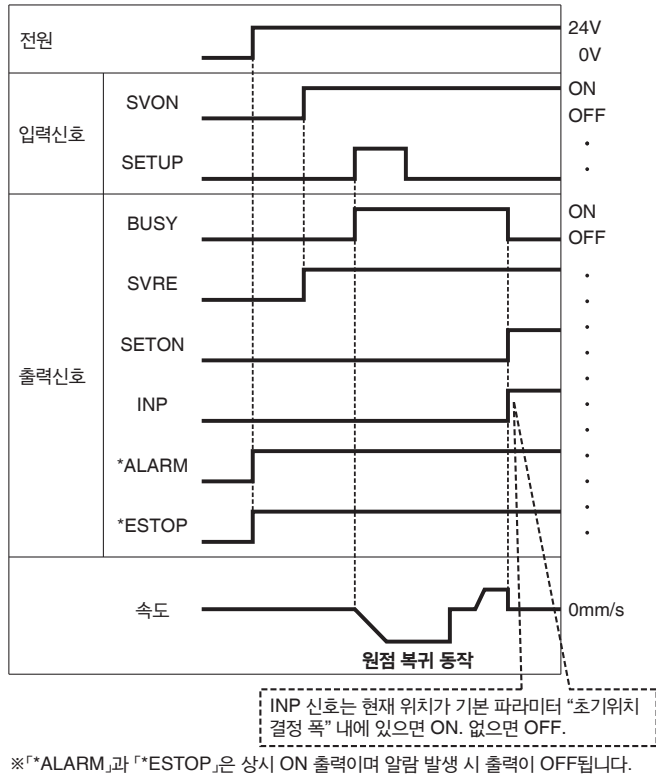 전원
24V
0V
입력신호
SVON
ON
OFF
SETUP
출력신호
BUSY
ON
OFF
SVRE
SETON
INP
*ALARM
*ESTOP
속도
0mm/s
원점 복귀 동작
INP 신호는 현재 위치가 기본 파라미터 “초기위치
결정 폭” 내에 있으면 ON. 없으면 OFF.
※「*ALARM」과 「*ESTOP」은 상시 ON 출력이며 알람 발생 시 출력이 OFF됩니다.